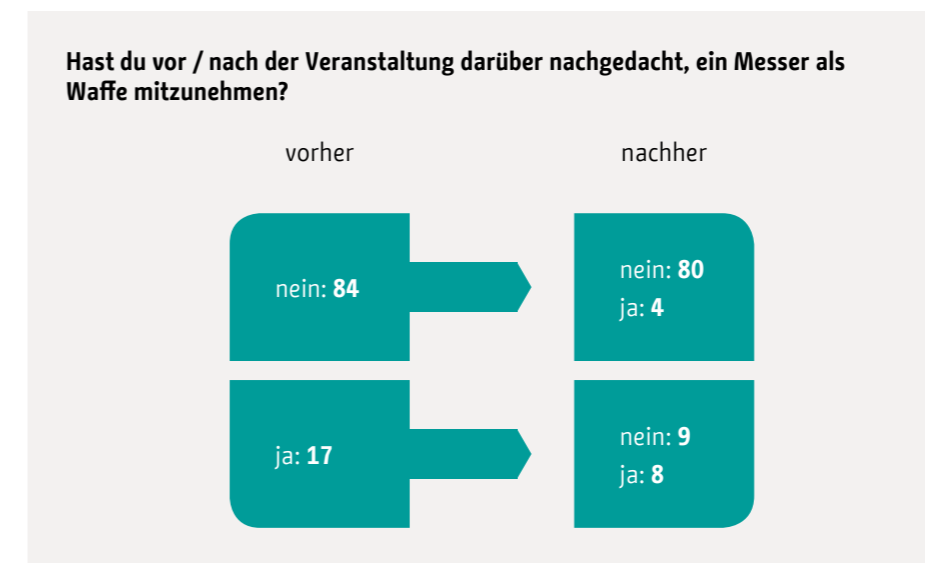 Hast du vor / nach der Veranstaltung darüber nachgedacht, ein Messer als
Waffe mitzunehmen?
vorher
nachher
nein: 84
nein: 80
ja: 4
ja: 17
nein: 9
ja: 8